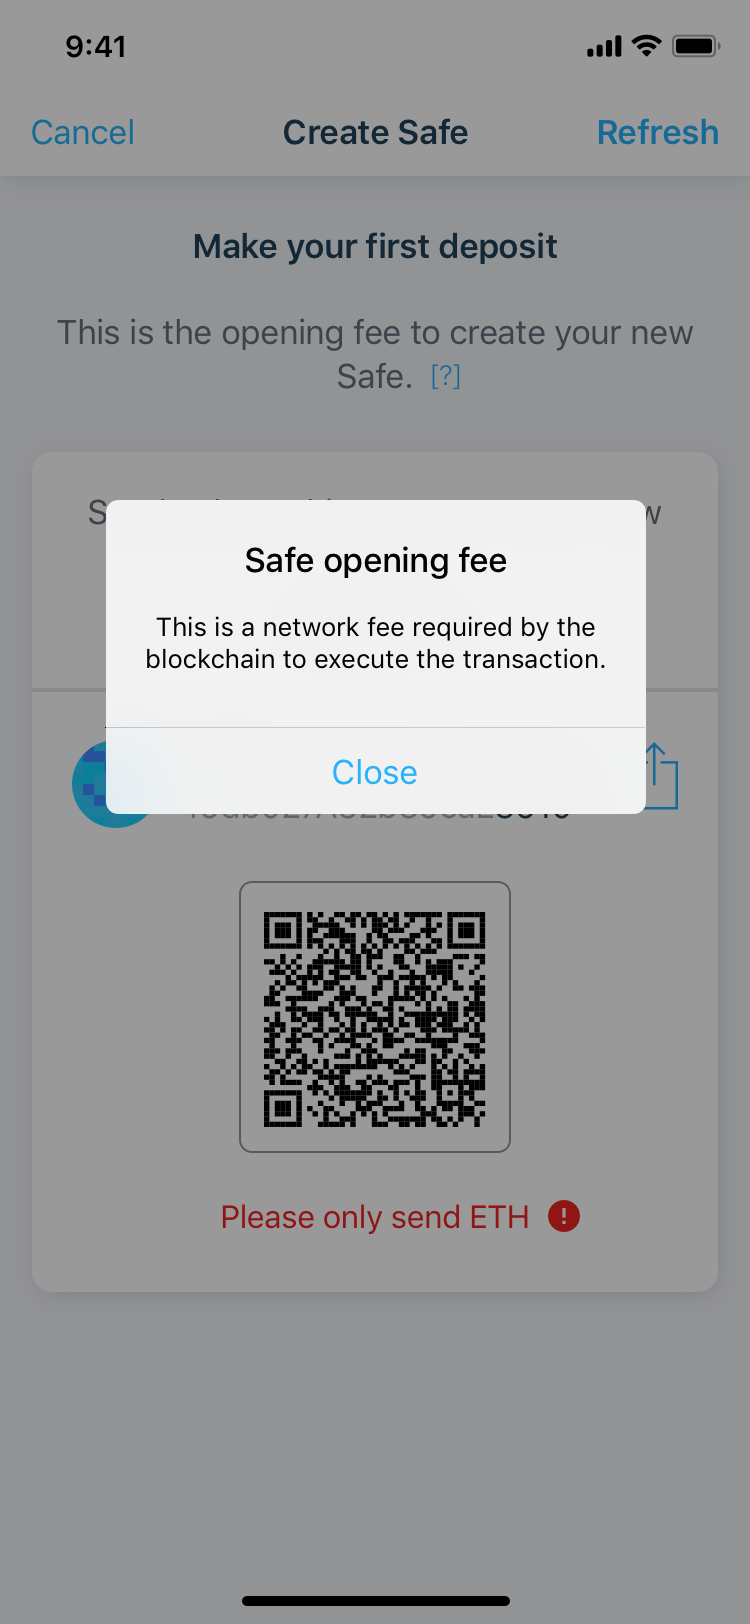 9:41
Cancel
Create Safe
Refresh
Make your first deposit
This is the opening fee to create your new
Safe. [?]
Safe opening fee
This is a network fee required by the
blockchain to execute the transaction.
Close
Please only send ETH !